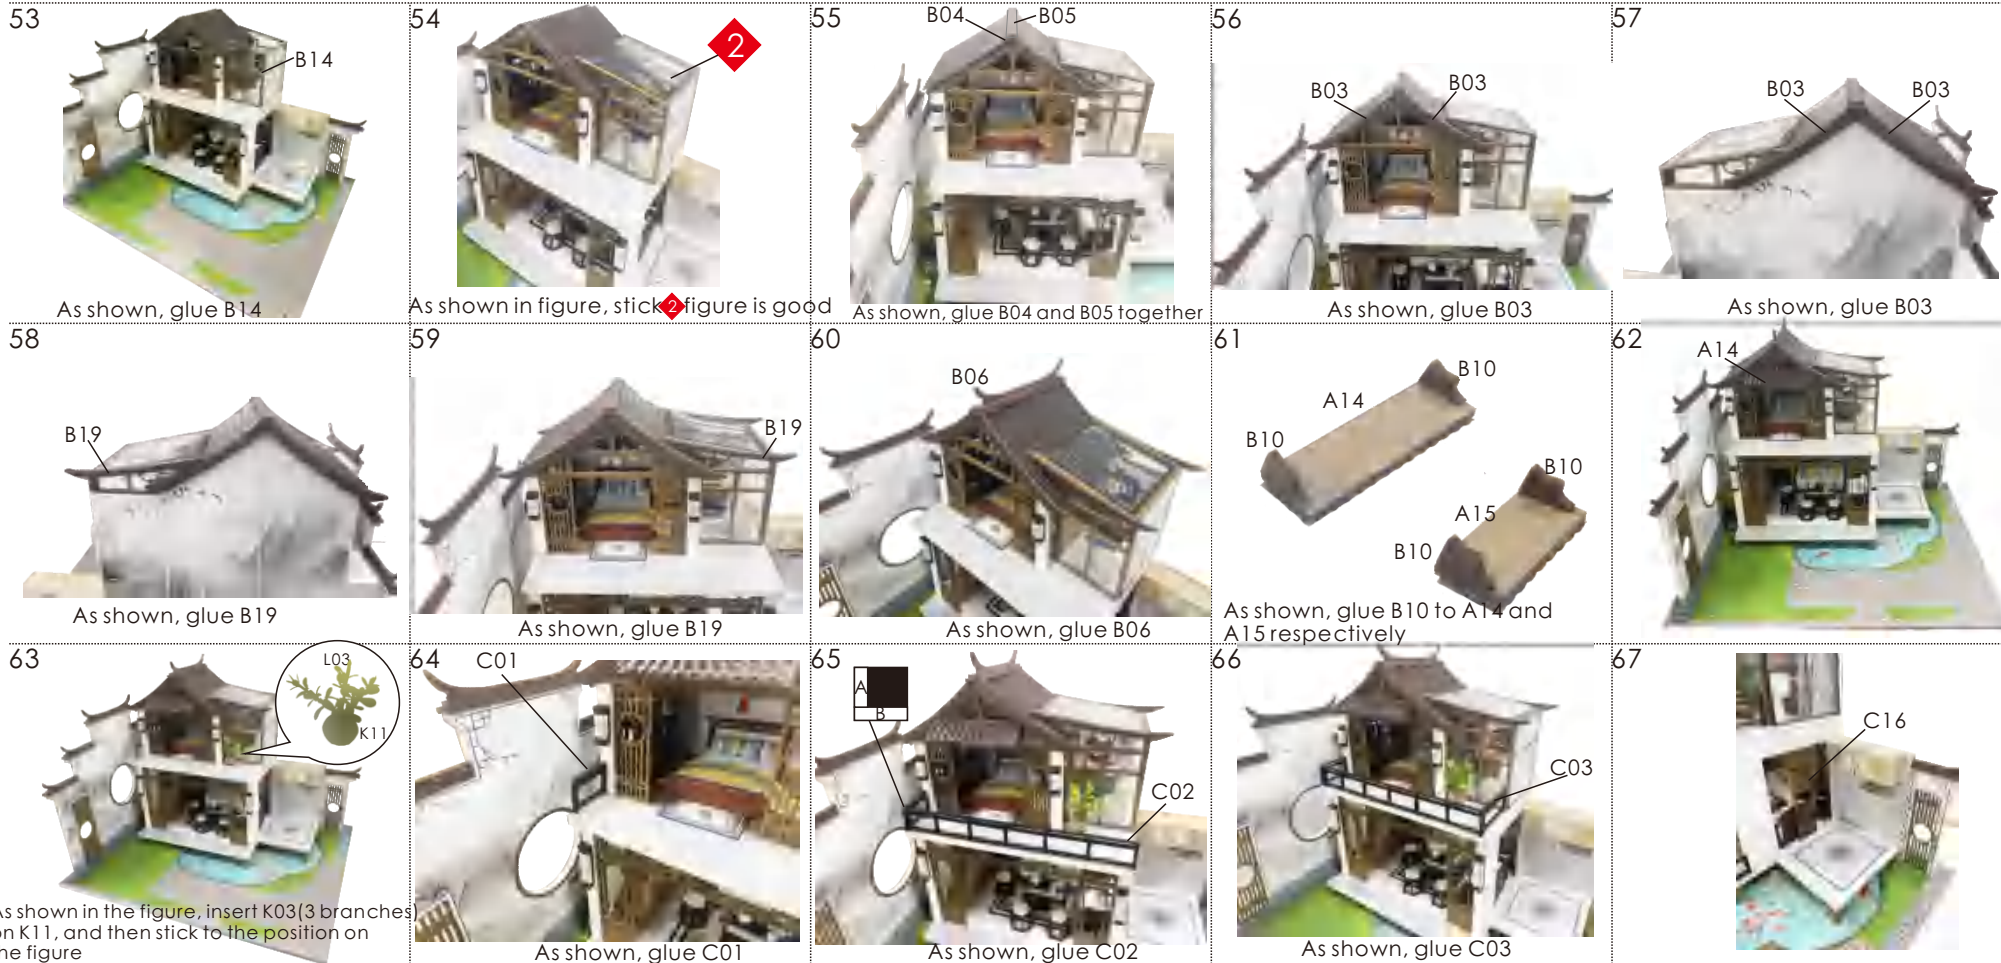 53
B14
As shown, glue B14
54
2
As shown in figure, stick 2 figure is good
55
B04
B05
As shown, glue B04 and B05 together
56
B03
B03
As shown, glue B03
57
B03
B03
As shown, glue B03
58
B19
As shown, glue B19
59
B19
As shown, glue B19
60
B06
As shown, glue B06
61
B10
A14
B10
B10
A15
B10
As shown, glue B10 to A14 and
A15 respectively
62
A14
63
L03
K11
As shown in the figure, insert K03(3 branches)
on K11, and then stick to the position on
the figure
64
C01
As shown, glue C01
65
A
B
C02
As shown, glue C02
66
C03
As shown, glue C03
67
C16